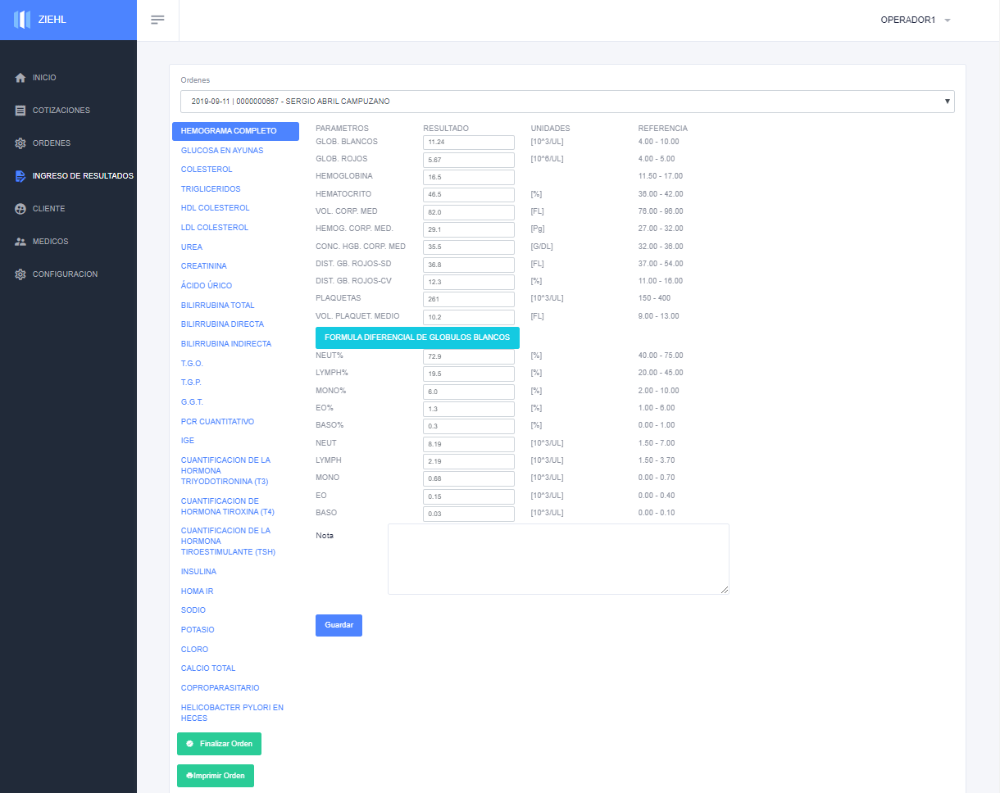 ZIEHL
OPERADOR1
INICIO
COTIZACIONES
ORDENES
INGRESO DE RESULTADOS
CLIENTE
MEDICOS
CONFIGURACION
Ordenes
2019-09-11 | 0000000667 - SERGIO ABRIL CAMPUZANO
HEMOGRAMA COMPLETO
GLUCOSA EN AYUNAS
COLESTEROL
TRIGLICERIDOS
HDL COLESTEROL
LDL COLESTEROL
UREA
CREATININA
ÁCIDO ÚRICO
BILIRRUBINA TOTAL
BILIRRUBINA DIRECTA
BILIRRUBINA INDIRECTA
T.G.O.
T.G.P.
G.G.T.
PCR CUANTITATIVO
IGE
CUANTIFICACION DE LA
HORMONA
TRIYODOTIRONINA (T3)
CUANTIFICACION DE
HORMONA TIROXINA (T4)
CUANTIFICACION DE LA
HORMONA
TIROESTIMULANTE (TSH)
INSULINA
HOMA IR
SODIO
POTASIO
CLORO
CALCIO TOTAL
COPROPARASITARIO
HELICOBACTER PYLORI EN
HECES
Finalizar Orden
Imprimir Orden
PARAMETROS RESULTADO UNIDADES REFERENCIA
GLOB. BLANCOS 11.24 [10^3/UL] 4.00 - 10.00
GLOB. ROJOS 5.67 [10^6/UL] 4.00 - 5.00
HEMOGLOBINA 16.5 11.50 - 17.00
HEMATOCRITO 46.5 [%] 36.00 - 42.00
VOL. CORP. MED 82.0 [FL] 76.00 - 96.00
HEMOG. CORP. MED. 29.1 [Pg] 27.00 - 32.00
CONC. HGB. CORP. MED 35.5 [G/DL] 32.00 - 36.00
DIST. GB. ROJOS-SD 36.8 [FL] 37.00 - 54.00
DIST. GB. ROJOS-CV 12.3 [%] 11.00 - 16.00
PLAQUETAS 261 [10^3/UL] 150 - 400
VOL. PLAQUET. MEDIO 10.2 [FL] 9.00 - 13.00
FORMULA DIFERENCIAL DE GLOBULOS BLANCOS
NEUT% 72.9 [%] 40.00 - 75.00
LYMPH% 19.5 [%] 20.00 - 45.00
MONO% 6.0 [%] 2.00 - 10.00
EO% 1.3 [%] 1.00 - 6.00
BASO% 0.3 [%] 0.00 - 1.00
NEUT 8.19 [10^3/UL] 1.50 - 7.00
LYMPH 2.19 [10^3/UL] 1.50 - 3.70
MONO 0.68 [10^3/UL] 0.00 - 0.70
EO 0.15 [10^3/UL] 0.00 - 0.40
BASO 0.03 [10^3/UL] 0.00 - 0.10
Nota
Guardar